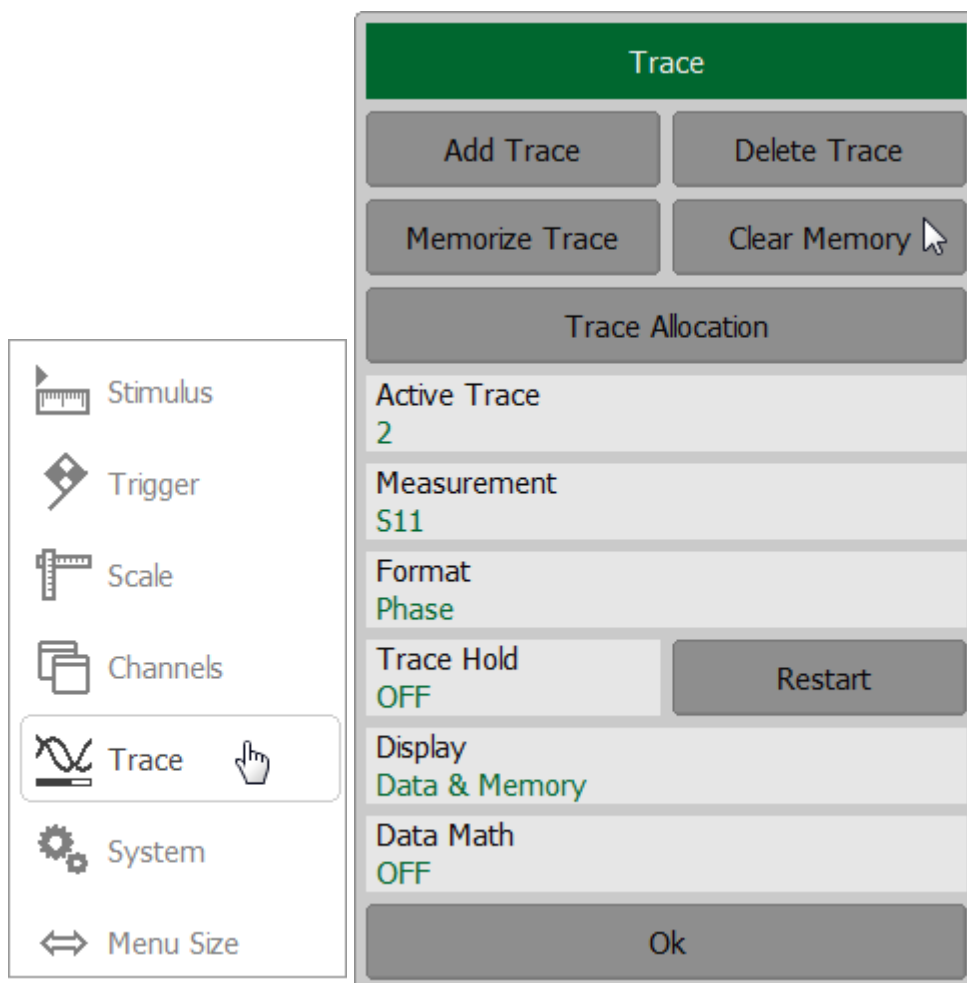 Stimulus
Trigger
Scale
Channels
Trace
System
Menu Size
Trace
Add Trace
Delete Trace
Memorize Trace
Clear Memory
Trace Allocation
Active Trace
2
Measurement
S11
Format
Phase
Trace Hold
OFF
Restart
Display
Data & Memory
Data Math
OFF
Ok